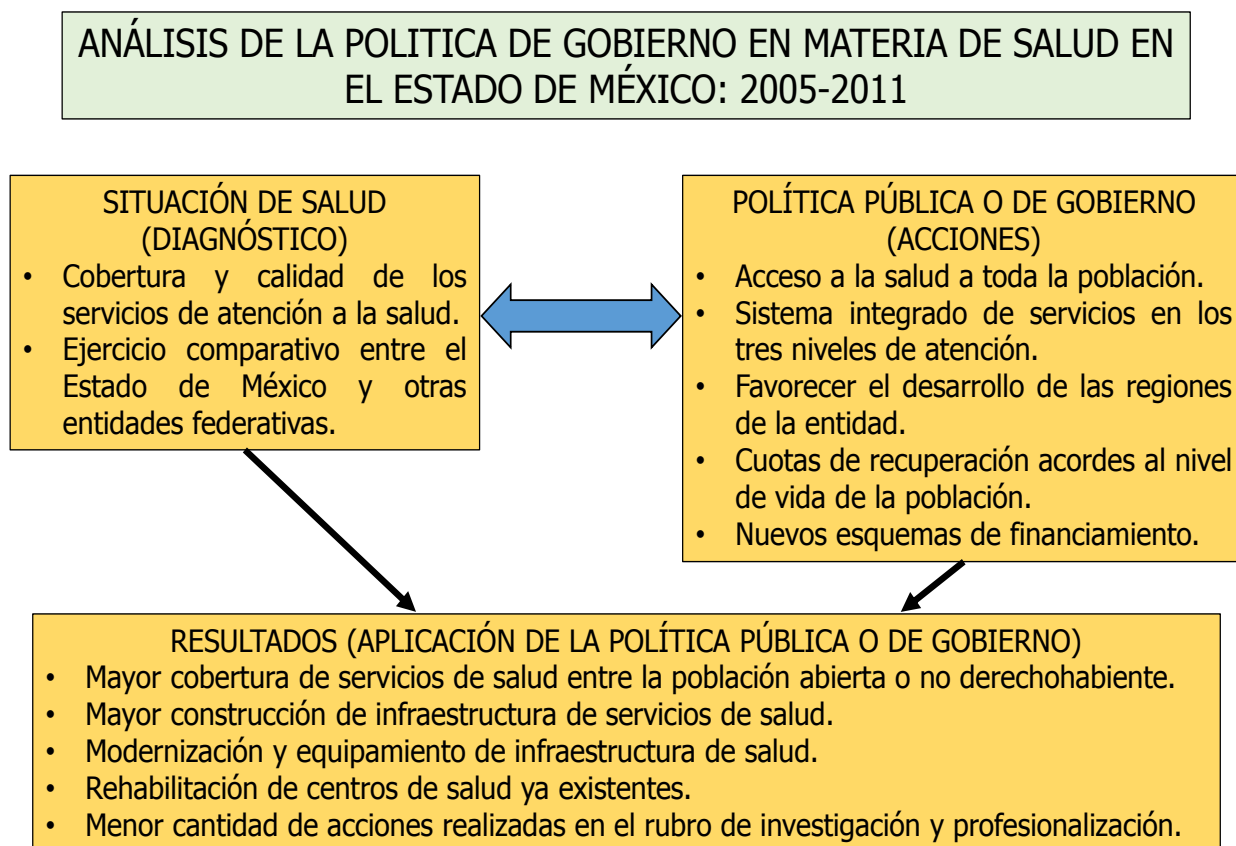 ANÁLISIS DE LA POLITICA DE GOBIERNO EN MATERIA DE SALUD EN
EL ESTADO DE MÉXICO: 2005-2011
SITUACIÓN DE SALUD
(DIAGNÓSTICO)
• Cobertura y calidad de los
servicios de atención a la salud.
• Ejercicio comparativo entre el
Estado de México y otras
entidades federativas.
POLÍTICA PÚBLICA O DE GOBIERNO
(ACCIONES)
• Acceso a la salud a toda la población.
• Sistema integrado de servicios en los
tres niveles de atención.
• Favorecer el desarrollo de las regiones
de la entidad.
• Cuotas de recuperación acordes al nivel
de vida de la población.
• Nuevos esquemas de financiamiento.
RESULTADOS (APLICACIÓN DE LA POLÍTICA PÚBLICA O DE GOBIERNO)
• Mayor cobertura de servicios de salud entre la población abierta o no derechohabiente.
• Mayor construcción de infraestructura de servicios de salud.
• Modernización y equipamiento de infraestructura de salud.
• Rehabilitación de centros de salud ya existentes.
• Menor cantidad de acciones realizadas en el rubro de investigación y profesionalización.